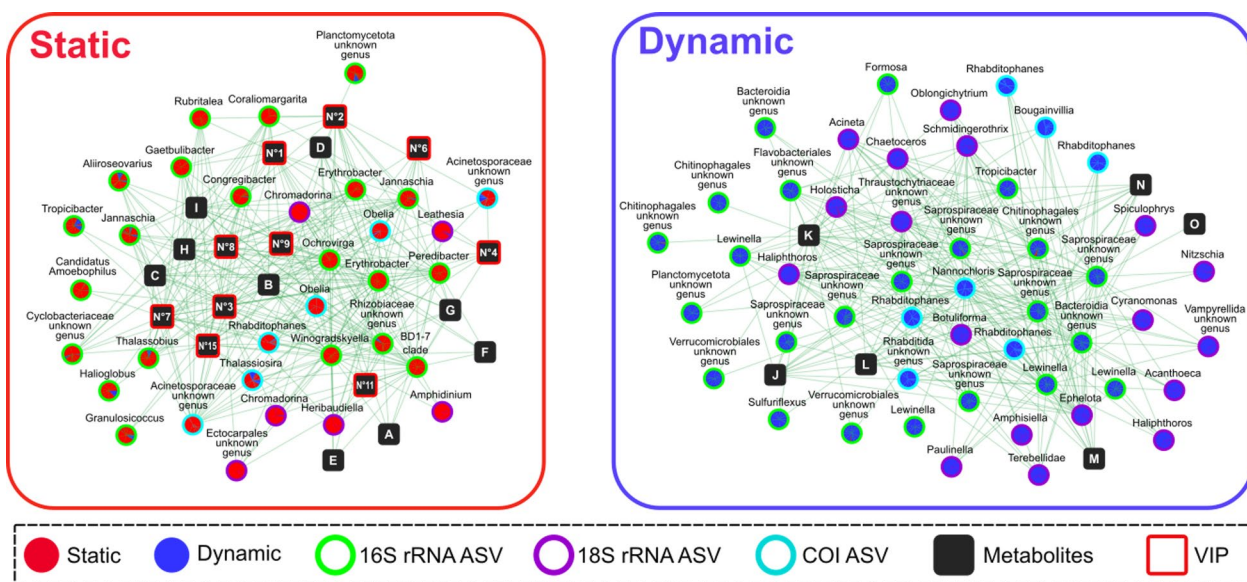 Static
Planctomycetota
unknown
genus
Rubritalea
Coraliomargarita
N°2
N°1
D
N°6
Gaetbulibacter
Aliiroseovarius
Congregibacter
Erythrobacter
Jannaschia
Acinetosporaceae
unknown
genus
Chromadorina
I
Tropicibacter
Jannaschia
Obelia
Leathesia
H
N°8
N°9
Ochrovirga
N°4
C
Candidatus
Amoebophilus
B
Erythrobacter
Peredibacter
Obelia
G
N°7
N°3
Rhizobiaceae
unknown
genus
Cyclobacteriaceae
unknown
genus
Rhabditophanes
N°15
Winogradskyella
BD1-7
clade
F
Thalassobius
Thalassiosira
Halioglobus
Acinetosporaceae
unknown
genus
N°11
Chromadorina
Heribaudiella
Amphidinium
Granulosicoccus
Ectocarpales
unknown
genus
A
E
Dynamic
Formosa
Rhabditophanes
Bacteroidia
unknown
genus
Oblongichytrium
Bougainvillia
Acineta
Chaetoceros
Schmidingerothrix
Rhabditophanes
Chitinophagales
unknown
genus
Flavobacteriales
unknown
genus
Tropicibacter
N
Holosticha
Thraustochytriaceae
unknown
genus
Spiculophrys
O
Chitinophagales
unknown
genus
K
Saprospiraceae
unknown
genus
Chitinophagales
unknown
genus
Saprospiraceae
unknown
genus
Lewinella
Haliphthoros
Nitzschia
Planctomycetota
unknown
genus
Saprospiraceae
unknown
genus
Nannochloris
Saprospiraceae
unknown
genus
Saprospiraceae
unknown
genus
Rhabditophanes
Bacteroidia
unknown
genus
Cyranomonas
Vampyrellida
unknown
genus
Botuliforma
Rhabditophanes
Verrucomicrobiales
unknown
genus
J
L
Rhabditida
unknown
genus
Saprospiraceae
unknown
genus
Lewinella
Lewinella
Acanthoeca
Sulfuriflexus
Verrucomicrobiales
unknown
genus
Lewinella
Amphisiella
Ephelota
Haliphthoros
Paulinella
Terebellidae
M
Static
Dynamic
16S rRNA ASV
18S rRNA ASV
COI ASV
Metabolites
VIP